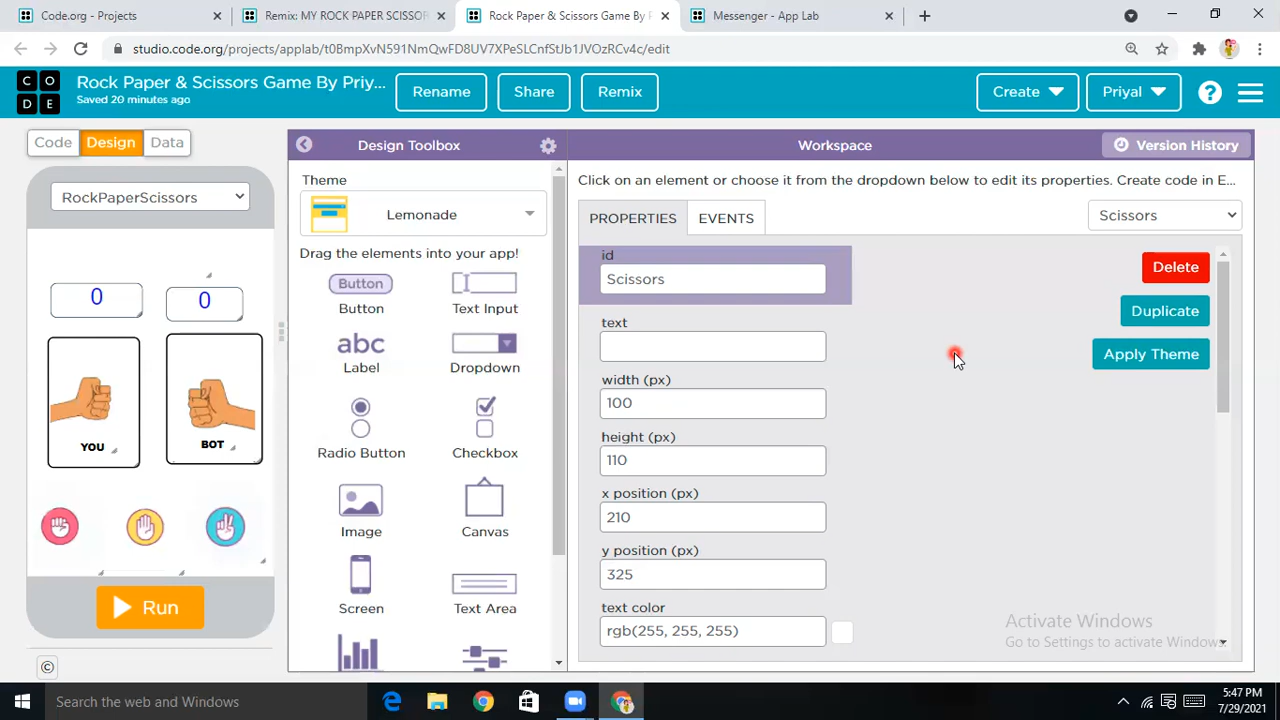 Code.org - Projects
Remix: MY ROCK PAPER SCISSOR
Rock Paper & Scissors Game By P
Messenger - App Lab
studio.code.org/projects/applab/t0BmpXvN591NmQwFD8UV7XPeSLCnfStJb1JVOzRCv4c/edit
C O
D E
Rock Paper & Scissors Game By Priy...
Saved 20 minutes ago
Rename
Share
Remix
Create
Priyal
?
Code
Design
Data
Design Toolbox
Workspace
Version History
RockPaperScissors
Theme
Lemonade
Click on an element or choose it from the dropdown below to edit its properties. Create code in E...
PROPERTIES
EVENTS
Scissors
Drag the elements into your app!
Button
Button
Text Input
abc
Label
Dropdown
Radio Button
Checkbox
Image
Canvas
Screen
Text Area
0
0
YOU
BOT
Run
id
Scissors
text
width (px)
100
height (px)
110
x position (px)
210
y position (px)
325
text color
rgb(255, 255, 255)
Delete
Duplicate
Apply Theme
Activate Windows
Go to Settings to activate Windows.
©
Search the web and Windows
5:47 PM
7/29/2021